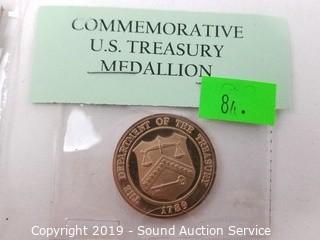 COMMEMORATIVE
U.S. TREASURY
MEDALLION
84.
THE DEPARTMENT OF THE TREASURY
1789
Copyright 2019 - Sound Auction Service